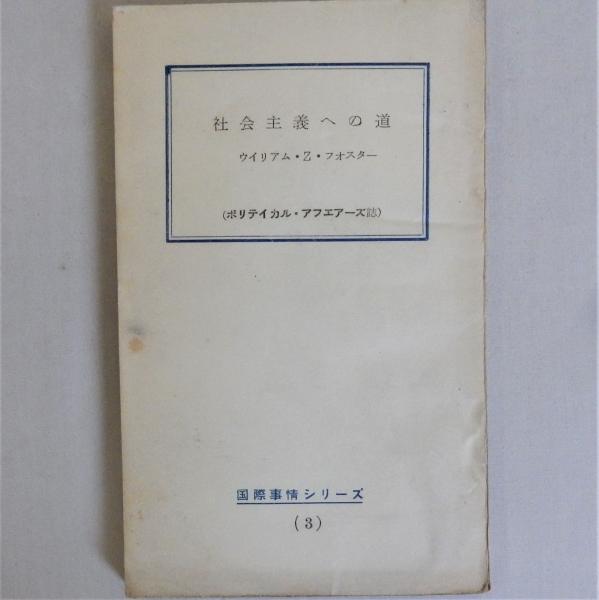 社会主義への道
ウイリアム・Z・フォスター
(ポリテイカル・アフエアーズ誌)
国際事情シリーズ
(3)